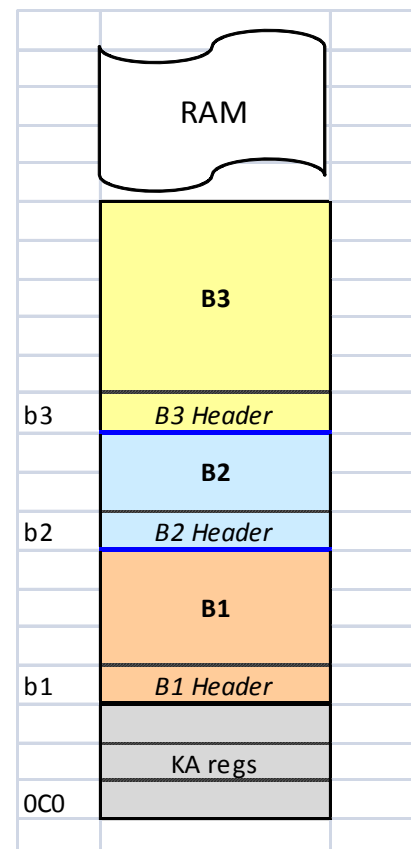 RAM
B3
b3 B3 Header
B2
b2 B2 Header
B1
b1 B1 Header
KA regs
0C0